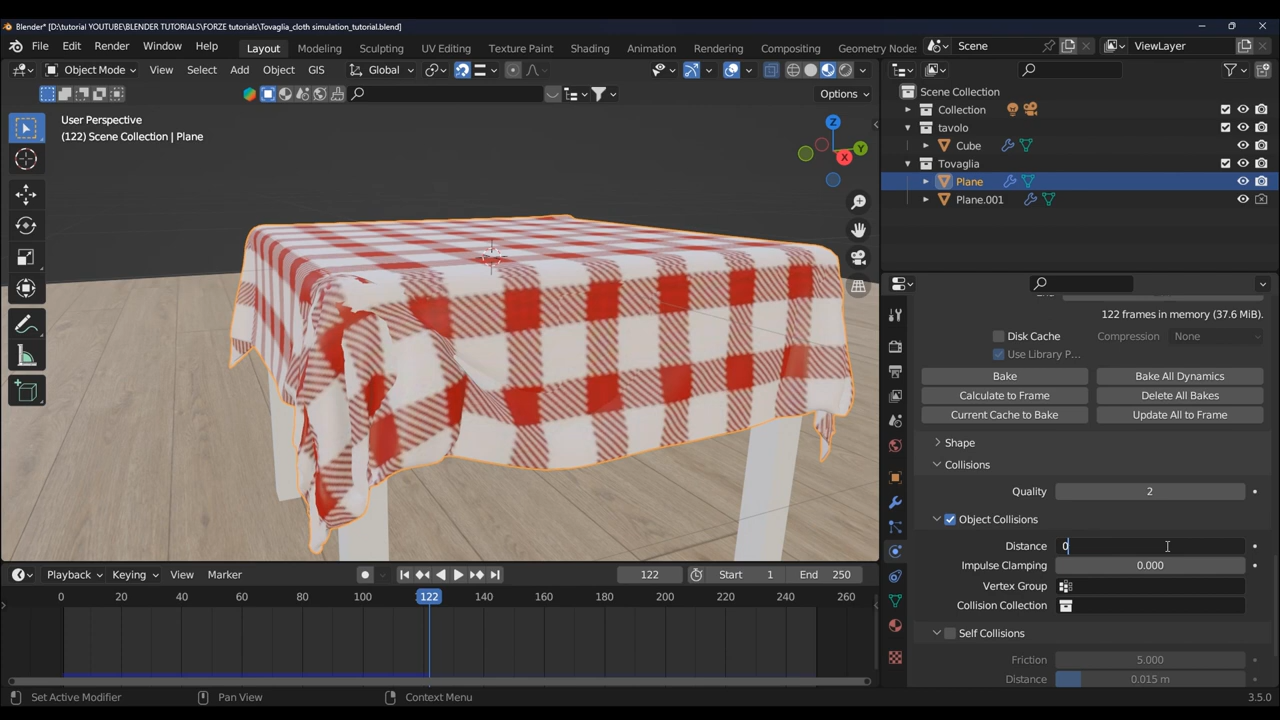 Blender* [D:\tutorial YOUTUBE\BLENDER TUTORIALS\FORZE tutorials\Tovaglia_cloth simulation_tutorial.blend]
File Edit Render Window Help Layout Modeling Sculpting UV Editing Texture Paint Shading Animation Rendering Compositing Geometry Node: Scene ViewLayer
Object Mode View Select Add Object GIS Global
Options
User Perspective
(122) Scene Collection | Plane
Z
Y
X
Scene Collection
Collection
tavolo
Cube
Tovaglia
Plane
Plane.001
122 frames in memory (37.6 MiB).
Disk Cache Compression None
Use Library P...
Bake Bake All Dynamics
Calculate to Frame Delete All Bakes
Current Cache to Bake Update All to Frame
Shape
Collisions
Quality 2
Object Collisions
Distance 0
Impulse Clamping 0.000
Vertex Group
Collision Collection
Self Collisions
Friction 5.000
Distance 0.015 m
Playback Keying View Marker 122 Start 1 End 250
0 20 40 60 80 100 122 140 160 180 200 220 240 260
Set Active Modifier Pan View Context Menu 3.5.0